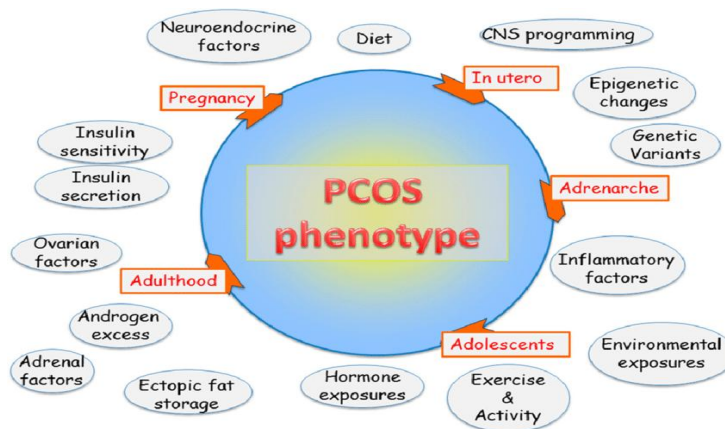 Neuroendocrine
factors
Diet
CNS programming
Pregnancy
In utero
Epigenetic
changes
Insulin
sensitivity
Genetic
Variants
Insulin
secretion
PCOS
phenotype
Adrenarche
Ovarian
factors
Adulthood
Inflammatory
factors
Androgen
excess
Adolescents
Environmental
exposures
Adrenal
factors
Ectopic fat
storage
Hormone
exposures
Exercise
&
Activity